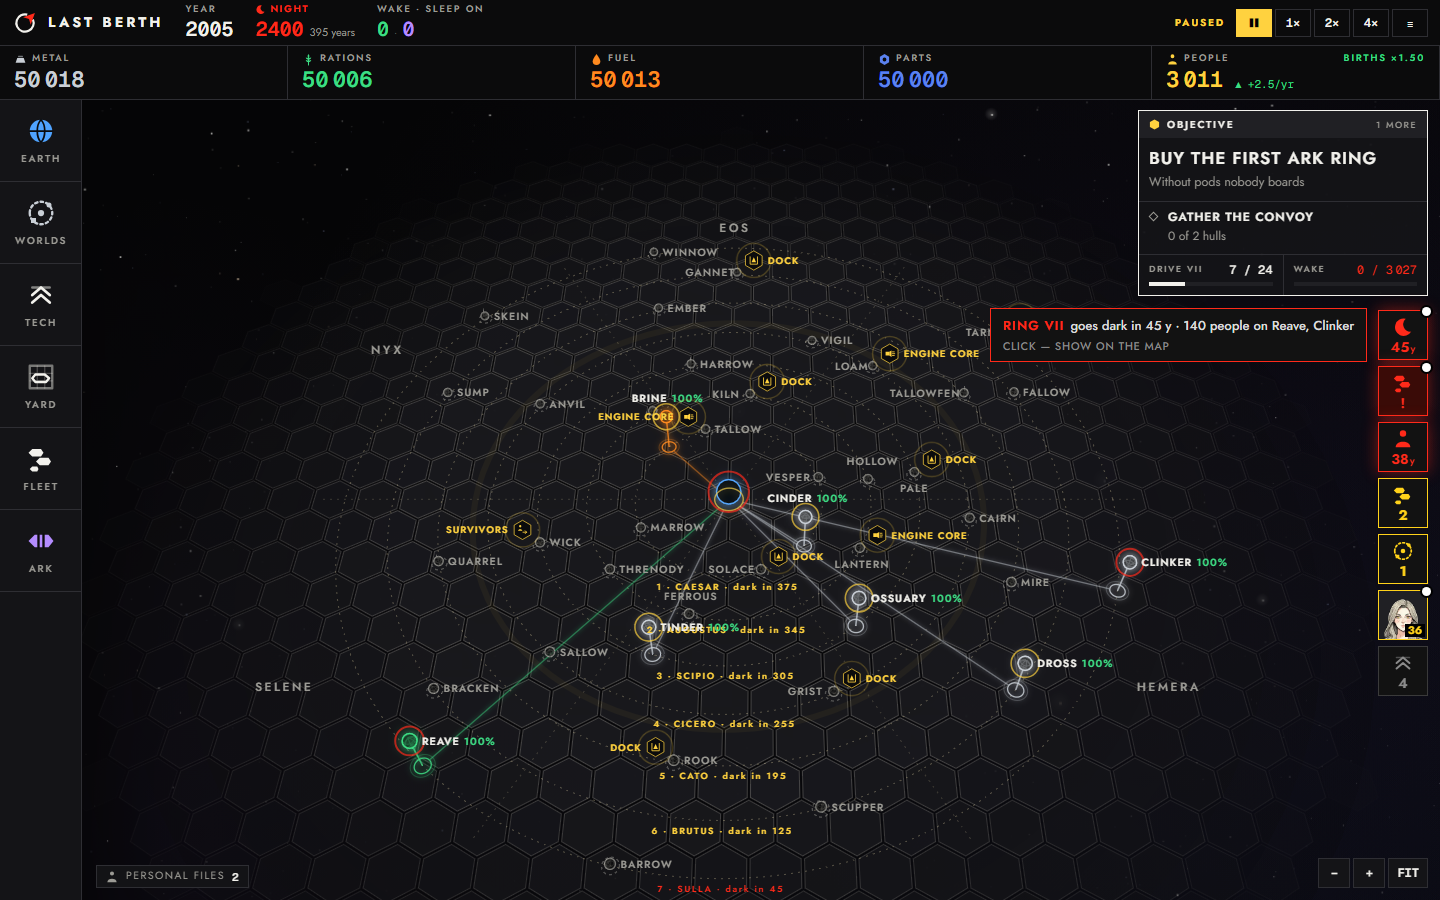 LAST BERTH
YEAR
2005
NIGHT
2400 395 years
WAKE · SLEEP ON
0 · 0
PAUSED
1×
2×
4×
METAL
50 018
RATIONS
50 006
FUEL
50 013
PARTS
50 000
PEOPLE
BIRTHS ×1.50
3 011 ▲ +2.5/yr
EARTH
WORLDS
TECH
YARD
FLEET
ARK
OBJECTIVE
1 MORE
BUY THE FIRST ARK RING
Without pods nobody boards
GATHER THE CONVOY
0 of 2 hulls
DRIVE VII 7 / 24
WAKE 0 / 3 027
RING VII goes dark in 45 y · 140 people on Reave, Clinker
CLICK — SHOW ON THE MAP
45y
!
38y
2
1
36
4
EOS
WINNOW
DOCK
GANNET
EMBER
SKEIN
NYX
VIGIL
ENGINE CORE
HARROW
LOAM
DOCK
KILN
SUMP
ANVIL
BRINE 100%
ENGINE CORE
TALLOW
TALLOWFEN
FALLOW
HOLLOW
DOCK
VESPER
PALE
CINDER 100%
CAIRN
SURVIVORS
WICK
MARROW
ENGINE CORE
QUARREL
THRENODY
SOLACE
DOCK
LANTERN
CLINKER 100%
MIRE
1 - CAESAR - dark in 375
FERROUS
OSSUARY 100%
TINDER 100%
2 - AUGUSTUS - dark in 345
SALLOW
DROSS 100%
3 - SCIPIO - dark in 305
SELENE
BRACKEN
GRIST
DOCK
HEMERA
4 - CICERO - dark in 255
REAVE 100%
DOCK
ROOK
5 - CATO - dark in 195
SCUPPER
6 - BRUTUS - dark in 125
BARROW
7 - SULLA - dark in 45
PERSONAL FILES 2
−
+
FIT